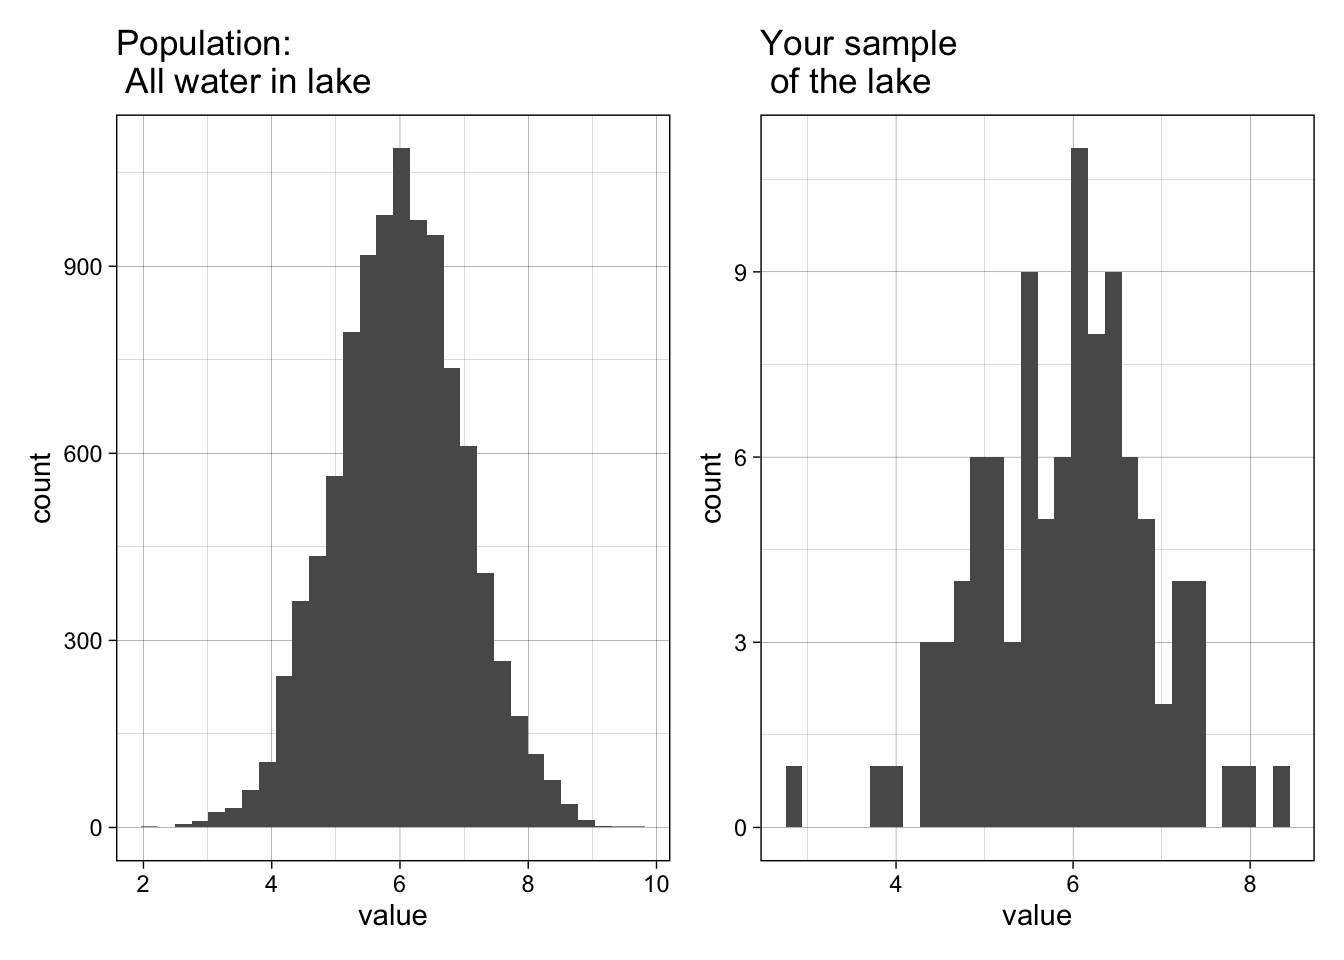 Population:
All water in lake
count
900
600
300
0
2 4 6 8 10
value
Your sample
of the lake
count
9
6
3
0
4 6 8
value